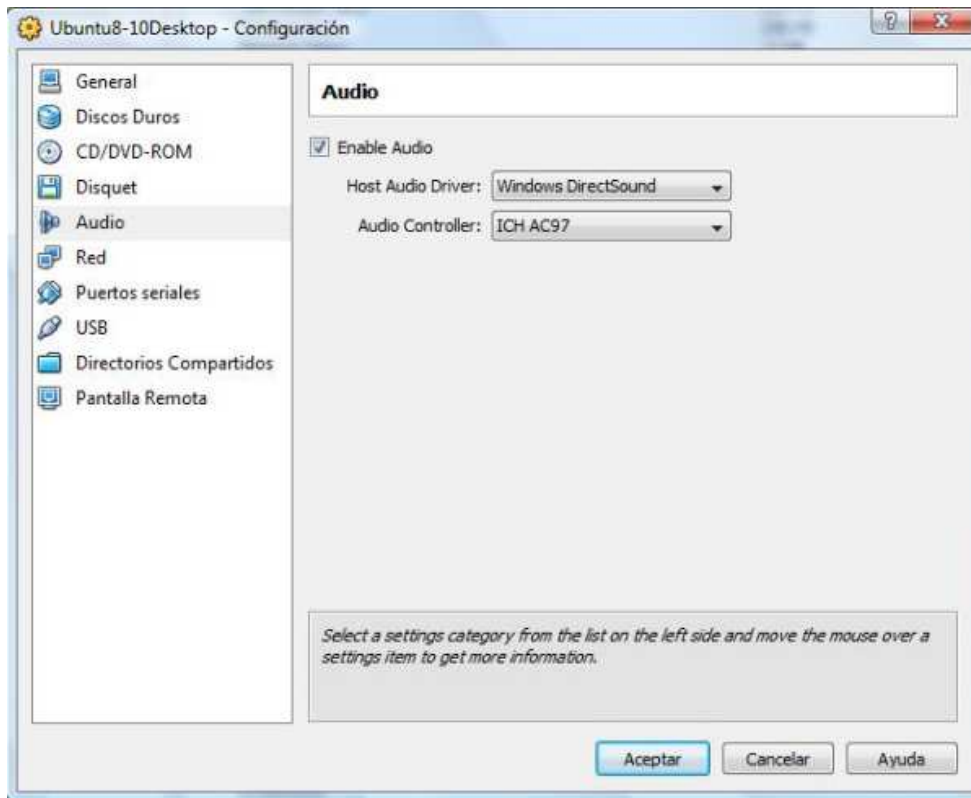 Ubuntu8-10Desktop - Configuración
General
Discos Duros
CD/DVD-ROM
Disquet
Audio
Red
Puertos seriales
USB
Directorios Compartidos
Pantalla Remota
Audio
Enable Audio
Host Audio Driver: Windows DirectSound
Audio Controller: ICH AC97
Select a settings category from the list on the left side and move the mouse over a
settings item to get more information.
Aceptar Cancelar Ayuda